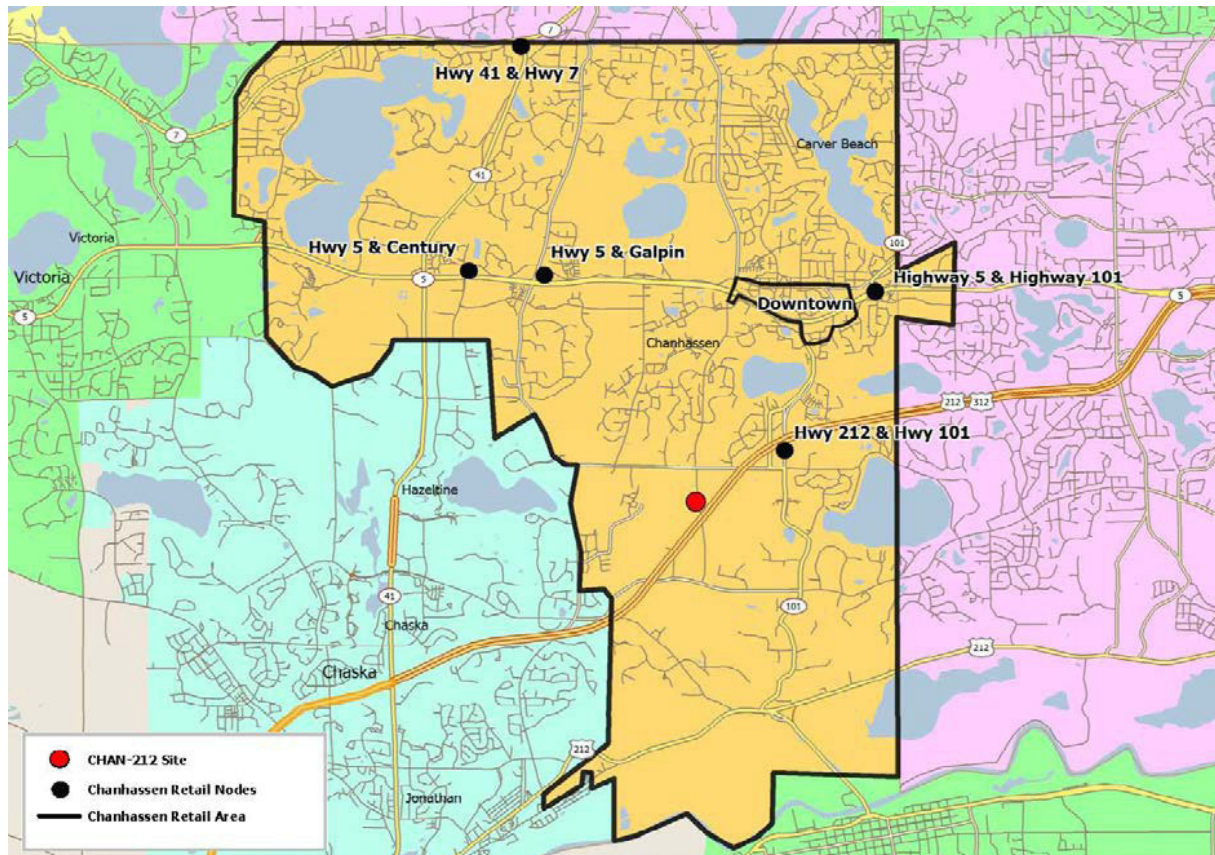 7
Hwy 41 & Hwy 7
7
Carver Beach
41
Victoria
Hwy 5 & Century
Hwy 5 & Galpin
101
Victoria
5
Highway 5 & Highway 101
5
5
Downtown
Chanhassen
212 312
Hwy 212 & Hwy 101
Hazeltine
41
101
Chaska
212
Chaska
212
CHAN-212 Site
Chanhassen Retail Nodes
Jonathan
Chanhassen Retail Area